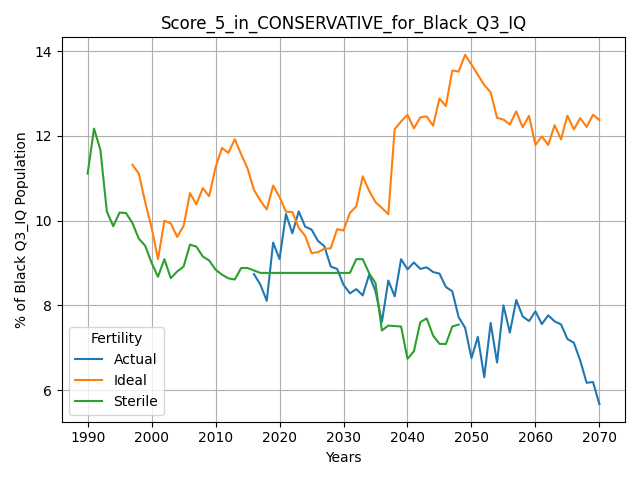 Score_5_in_CONSERVATIVE_for_Black_Q3_IQ
% of Black Q3_IQ Population
14
12
10
8
6
Fertility
Actual
Ideal
Sterile
1990 2000 2010 2020 2030 2040 2050 2060 2070
Years